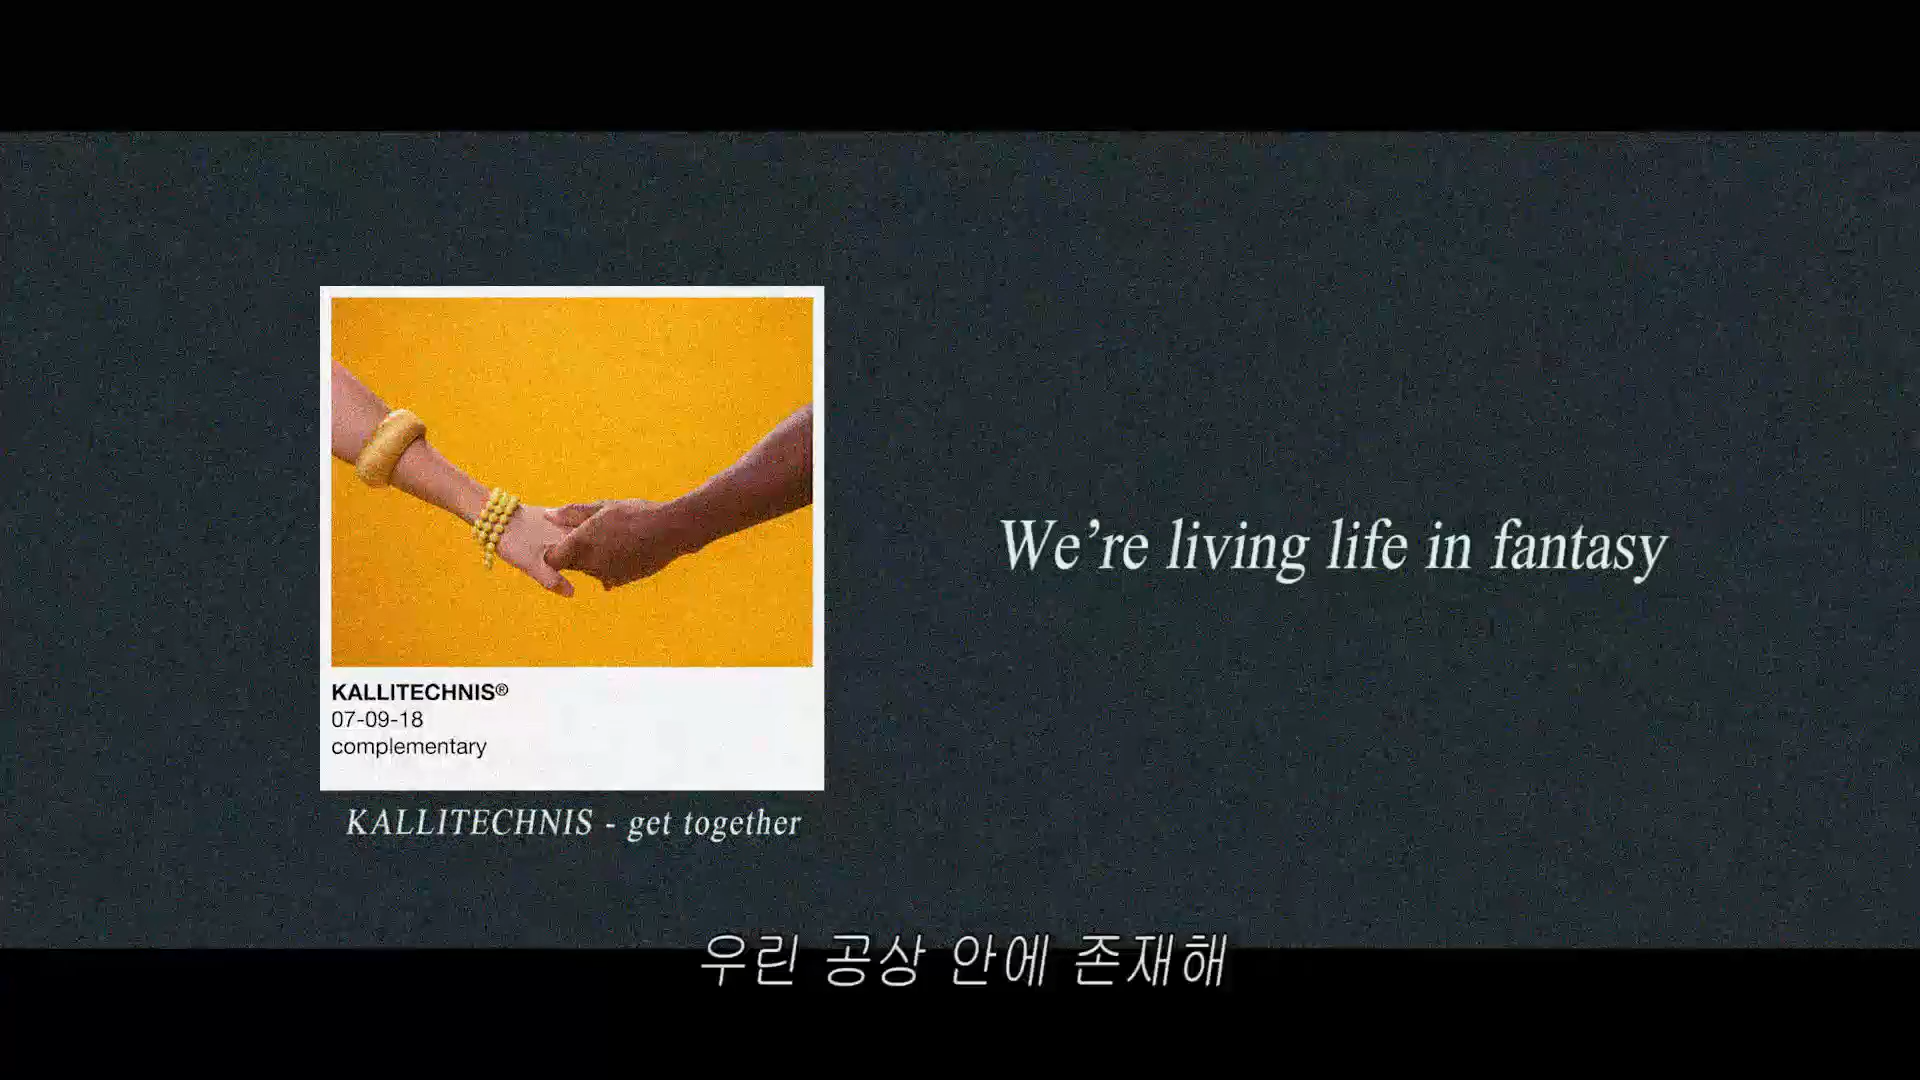 KALLITECHNIS®
07-09-18
complementary
KALLITECHNIS - get together
We're living life in fantasy
우린 공상 안에 존재해